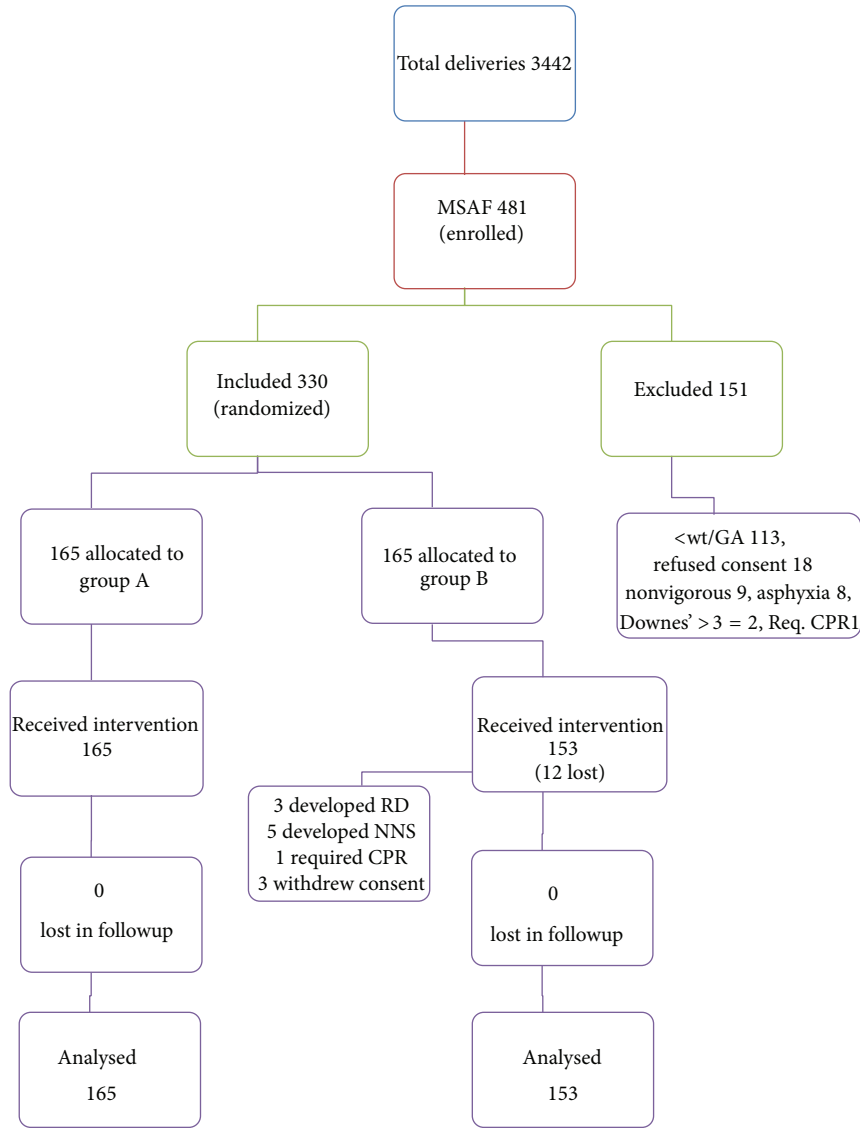 Total deliveries 3442
MSAF 481
(enrolled)
Included 330
(randomized)
Excluded 151
165 allocated to
group A
165 allocated to
group B
<wt/GA 113,
refused consent 18
nonvigorous 9, asphyxia 8,
Downes' > 3 = 2, Req. CPR1
Received intervention
165
Received intervention
153
(12 lost)
3 developed RD
5 developed NNS
1 required CPR
3 withdrew consent
0
lost in followup
0
lost in followup
Analysed
165
Analysed
153